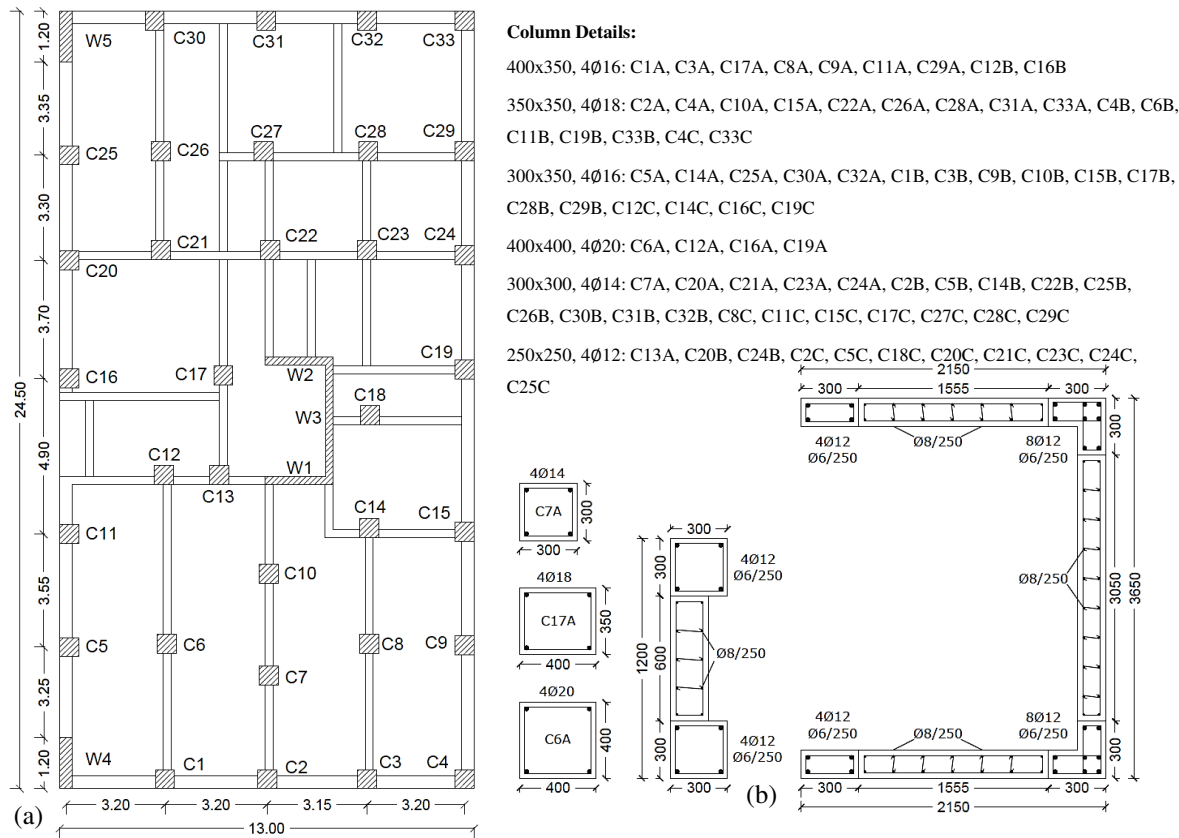 1.20
W5
C30
C31
C32
C33
3.35
C25
C26
C27
C28
C29
3.30
C21
C22
C23
C24
C20
24.50
3.70
C16
C17
W2
C19
W3
C18
4.90
C12
W1
C13
C14
C15
C11
C10
3.55
C5
C6
C8
C9
C7
3.25
W4
1.20
C1
C2
C3
C4
(a)
3.20
3.20
3.15
3.20
13.00
Column Details:
400x350, 4Ø16: C1A, C3A, C17A, C8A, C9A, C11A, C29A, C12B, C16B
350x350, 4Ø18: C2A, C4A, C10A, C15A, C22A, C26A, C28A, C31A, C33A, C4B, C6B,
C11B, C19B, C33B, C4C, C33C
300x350, 4Ø16: C5A, C14A, C25A, C30A, C32A, C1B, C3B, C9B, C10B, C15B, C17B,
C28B, C29B, C12C, C14C, C16C, C19C
400x400, 4Ø20: C6A, C12A, C16A, C19A
300x300, 4Ø14: C7A, C20A, C21A, C23A, C24A, C2B, C5B, C14B, C22B, C25B,
C26B, C30B, C31B, C32B, C8C, C11C, C15C, C17C, C27C, C28C, C29C
250x250, 4Ø12: C13A, C20B, C24B, C2C, C5C, C18C, C20C, C21C, C23C, C24C,
C25C
4Ø14
C7A
300
300
4Ø18
C17A
350
400
4Ø20
C6A
400
400
300
300
4Ø12
Ø6/250
1200
600
Ø8/250
300
4Ø12
Ø6/250
300
(b)
2150
300
1555
300
4Ø12
Ø6/250
Ø8/250
8Ø12
Ø6/250
300
Ø8/250
3050
3650
4Ø12
Ø6/250
Ø8/250
8Ø12
Ø6/250
300
300
1555
300
2150